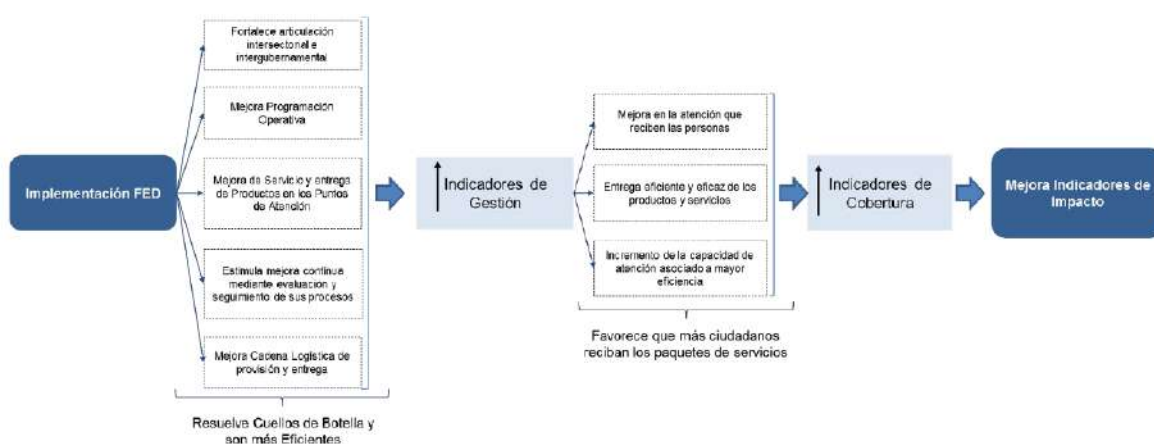 Fortalece articulación
intersectorial e
intergubernamental
Mejora Programación
Operativa
Implementación FED
Mejora de Servicio y entrega
de Productos en los Puntos
de Atención
Estimula mejora continua
mediante evaluación y
seguimiento de sus procesos
Mejora Cadena Logística de
provisión y entrega
Resuelve Cuellos de Botella y
son más Eficientes
Indicadores de
Gestión
Mejora en la atención que
reciben las personas
Entrega eficiente y eficaz de los
productos y servicios
Incremento de la capacidad de
atención asociado a mayor
eficiencia
Favorece que más ciudadanos
reciban los paquetes de servicios
Indicadores de
Cobertura
Mejora Indicadores de
Impacto